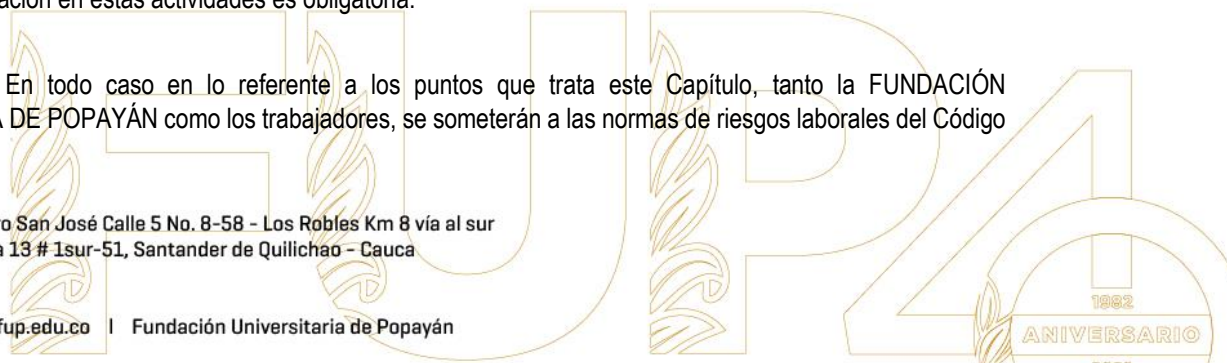 ación en estas actividades es obligatoria.
En todo caso en lo referente a los puntos que trata este Capítulo, tanto la FUNDACIÓN
A DE POPAYÁN como los trabajadores, se someterán a las normas de riesgos laborales del Código
ro San José Calle 5 No. 8-58 - Los Robles Km 8 vía al sur
a 13 # 1sur-51, Santander de Quilichao – Cauca
fup.edu.co | Fundación Universitaria de Popayán
FUP4
1982
ANIVERSARIO